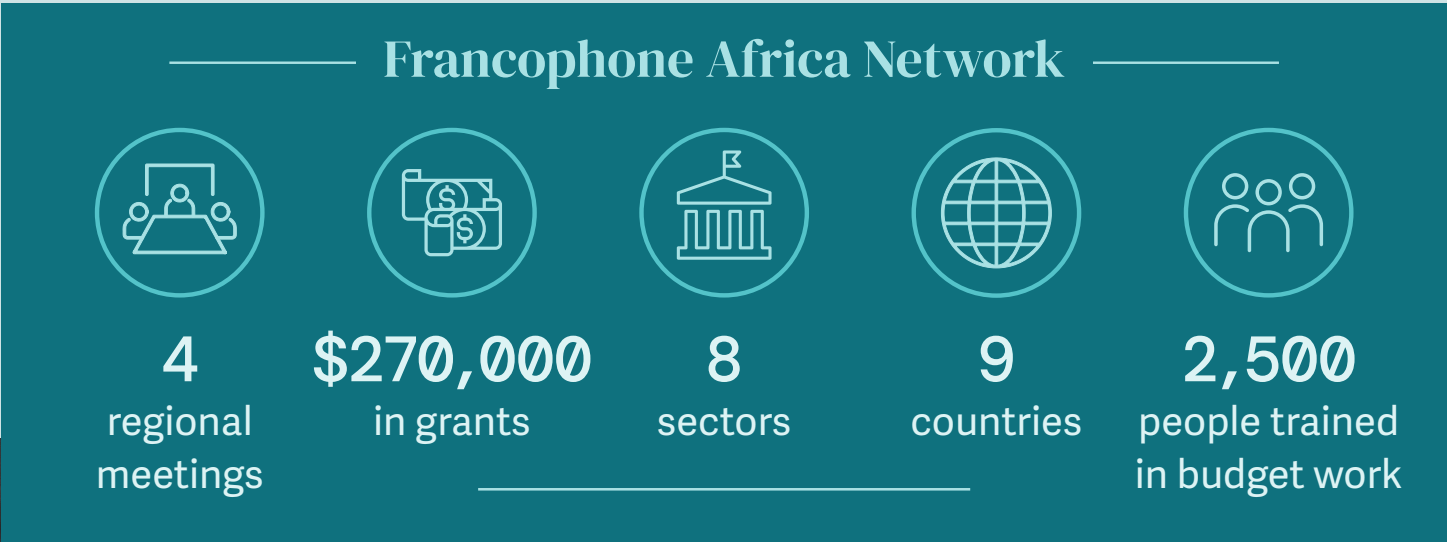 Francophone Africa Network
4
regional
meetings
$270,000
in grants
8
sectors
9
countries
2,500
people trained
in budget work